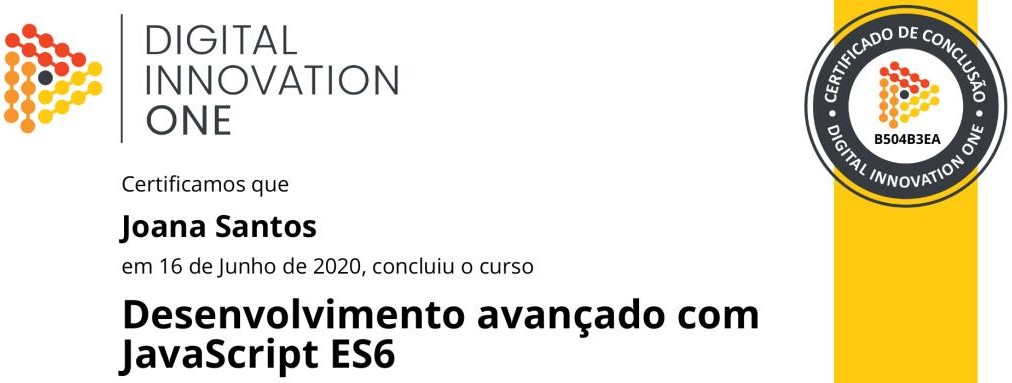 DIGITAL
INNOVATION
ONE
CERTIFICADO DE CONCLUSÃO
B504B3EA
• DIGITAL INNOVATION ONE •
Certificamos que
Joana Santos
em 16 de Junho de 2020, concluiu o curso
Desenvolvimento avançado com
JavaScript ES6